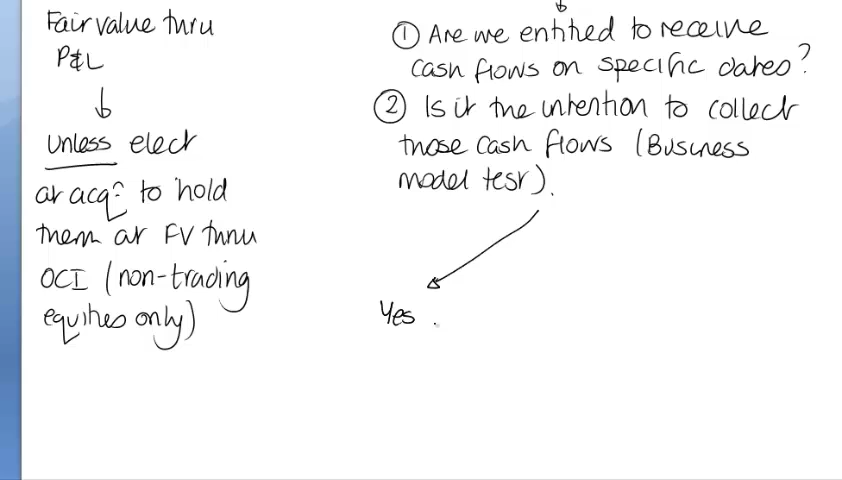 Fair value thru
P&L
unless elect
at acqⁿ to hold
them at FV thru
OCI (non-trading
equities only)
① Are we entitled to receive
cash flows on specific dates?
② Is it the intention to collect
those cash flows (Business
model test).
Yes .